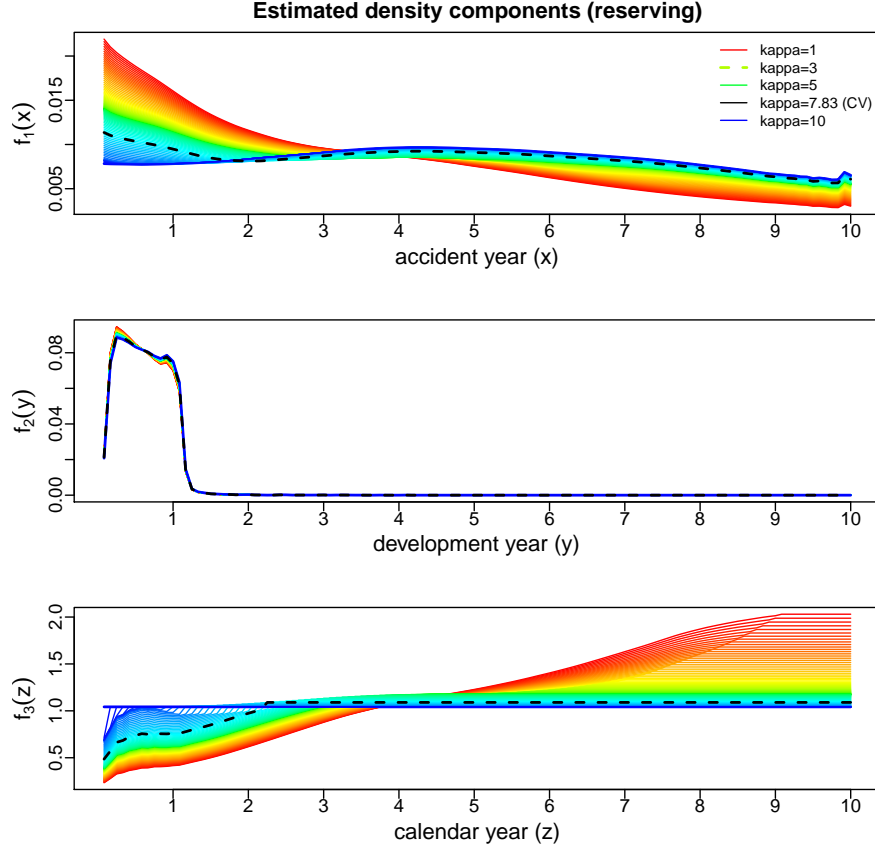 Estimated density components (reserving)
f1(x)
0.005
0.015
kappa=1
kappa=3
kappa=5
kappa=7.83 (CV)
kappa=10
1 2 3 4 5 6 7 8 9 10
accident year (x)
f2(y)
0.00
0.04
0.08
1 2 3 4 5 6 7 8 9 10
development year (y)
f3(z)
0.5
1.0
1.5
2.0
1 2 3 4 5 6 7 8 9 10
calendar year (z)